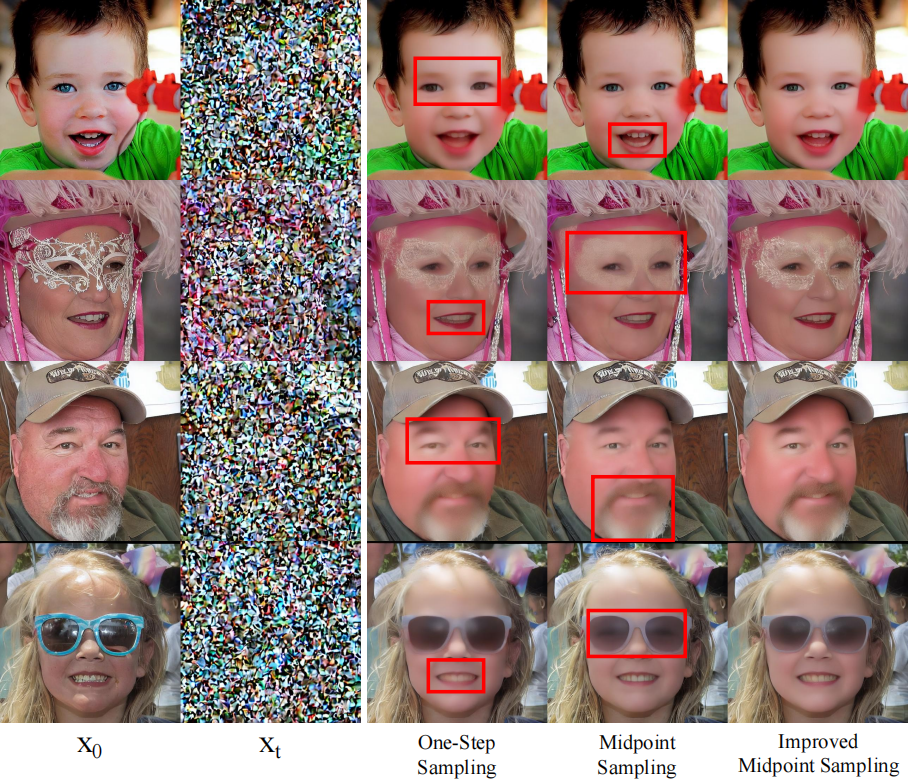 x₀
xₜ
One-Step
Sampling
Midpoint
Sampling
Improved
Midpoint Sampling